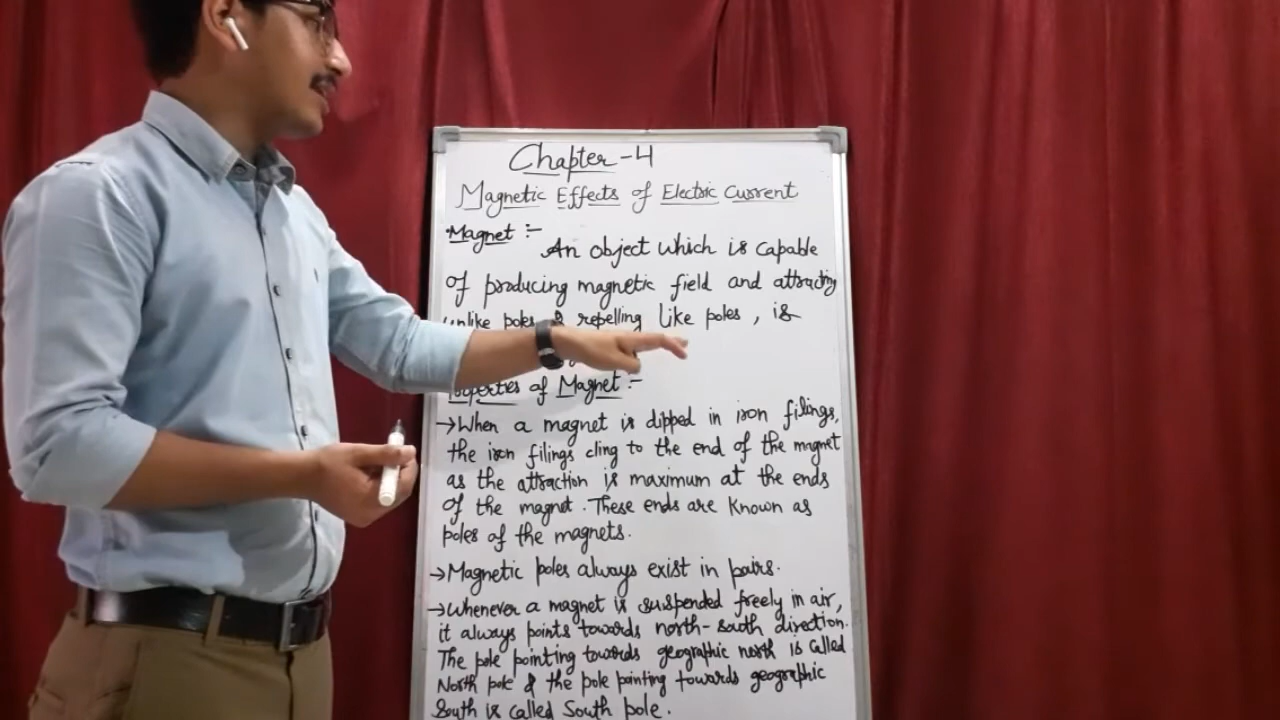 Chapter-4
Magnetic Effects of Electric Current
Magnet :-
An object which is capable
of producing magnetic field and attracting
unlike poles & repelling like poles, is
Properties of Magnet :-
→ When a magnet is dipped in iron filings,
the iron filings cling to the end of the magnet
as the attraction is maximum at the ends
of the magnet. These ends are known as
poles of the magnets.
→ Magnetic poles always exist in pairs.
→ Whenever a magnet is suspended freely in air,
it always points towards north-south direction.
The pole pointing towards geographic north is called
North pole & the pole pointing towards geographic
South is called South pole.